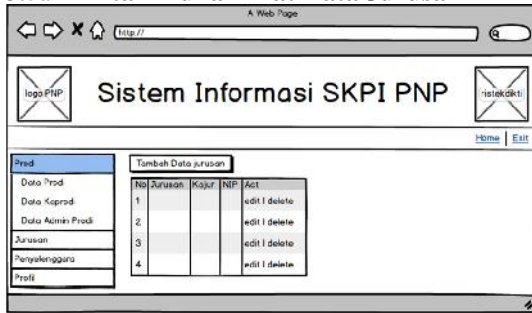 A Web Page
http://
logo PNP
Sistem Informasi SKPI PNP
ristekdikti
Home | Exit
Prod
Data Prodi
Data Kaprodi
Data Admin Prodi
Jurusan
Penyelenggara
Profil
Tambah Data jurusan
No Jurusan Kajur NIP Act
1 edit | delete
2 edit | delete
3 edit | delete
4 edit | delete